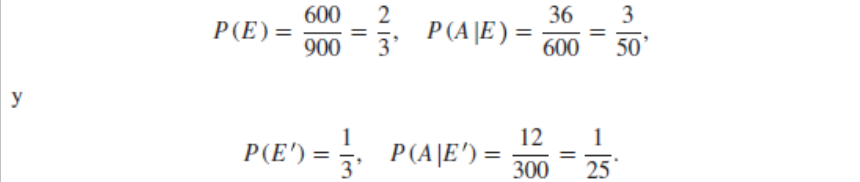 P(E) = 600/900 = 2/3, P(A|E) = 36/600 = 3/50,
y
P(E′) = 1/3, P(A|E′) = 12/300 = 1/25.